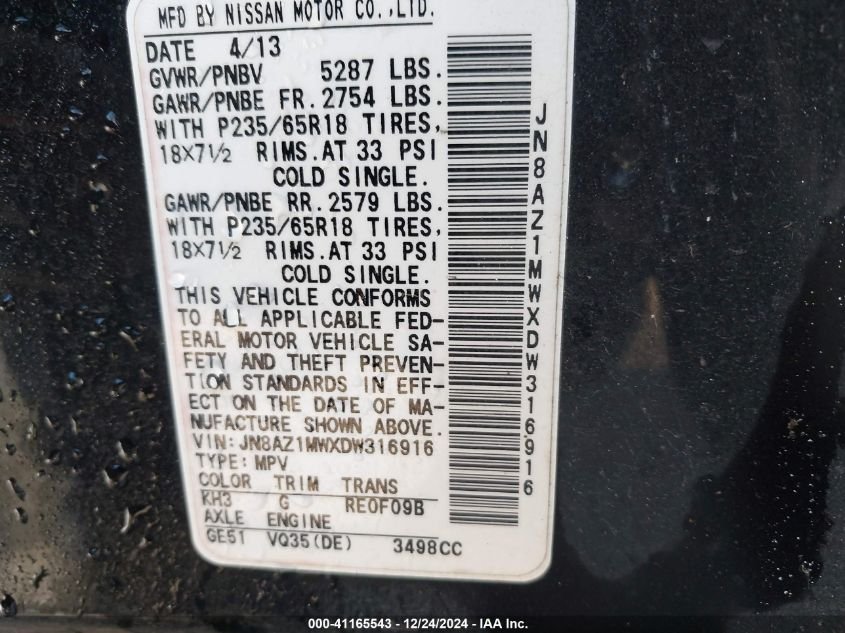 MFD BY NISSAN MOTOR CO.,LTD.
DATE 4/13
GVWR/PNBV 5287 LBS.
GAWR/PNBE FR. 2754 LBS.
WITH P235/65R18 TIRES,
18X7½ RIMS.AT 33 PSI
COLD SINGLE.
GAWR/PNBE RR. 2579 LBS.
WITH P235/65R18 TIRES,
18X7½ RIMS.AT 33 PSI
COLD SINGLE.
THIS VEHICLE CONFORMS
TO ALL APPLICABLE FED-
ERAL MOTOR VEHICLE SA-
FETY AND THEFT PREVEN-
TION STANDARDS IN EFF-
ECT ON THE DATE OF MA-
NUFACTURE SHOWN ABOVE.
VIN:JN8AZ1MWXDW316916
TYPE:MPV
COLOR TRIM TRANS
KH3 G RE0F09B
AXLE ENGINE
GE51 VQ35(DE) 3498CC
JN8AZ1MWXDW316916
000-41165543 - 12/24/2024 - IAA Inc.